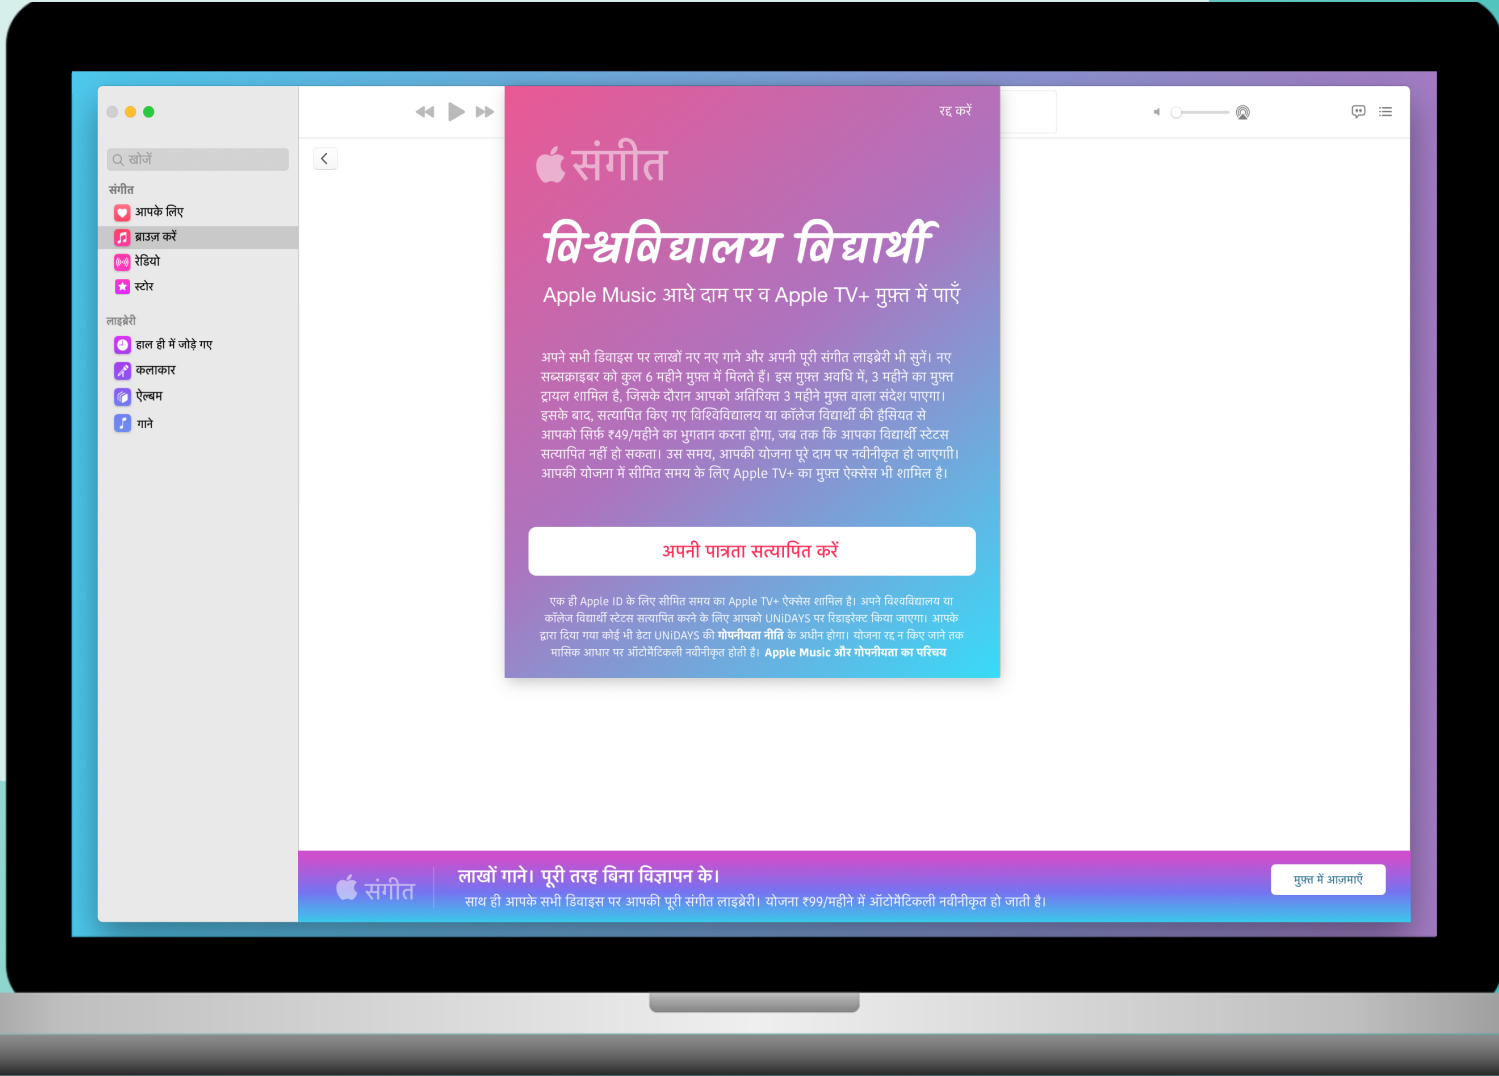 खोजें
संगीत
आपके लिए
ब्राउज़ करें
रेडियो
स्टोर
लाइब्रेरी
हाल ही में जोड़े गए
कलाकार
ऐल्बम
गाने
रद्द करें
संगीत
विश्वविद्यालय विद्यार्थी
Apple Music आधे दाम पर व Apple TV+ मुफ़्त में पाएँ
अपने सभी डिवाइस पर लाखों नए नए गाने और अपनी पूरी संगीत लाइब्रेरी भी सुनें। नए
सब्सक्राइबर को कुल 6 महीने मुफ़्त में मिलते हैं। इस मुफ़्त अवधि में, 3 महीने का मुफ़्त
ट्रायल शामिल है, जिसके दौरान आपको अतिरिक्त 3 महीने मुफ़्त वाला संदेश पाएगा।
इसके बाद, सत्यापित किए गए विश्विविद्यालय या कॉलेज विद्यार्थी की हैसियत से
आपको सिर्फ़ ₹49/महीने का भुगतान करना होगा, जब तक कि आपका विद्यार्थी स्टेटस
सत्यापित नहीं हो सकता। उस समय, आपकी योजना पूरे दाम पर नवीनीकृत हो जाएगाी।
आपकी योजना में सीमित समय के लिए Apple TV+ का मुफ़्त ऐक्सेस भी शामिल है।
अपनी पात्रता सत्यापित करें
एक ही Apple ID के लिए सीमित समय का Apple TV+ ऐक्सेस शामिल है। अपने विश्वविद्यालय या
कॉलेज विद्यार्थी स्टेटस सत्यापित करने के लिए आपको UNiDAYS पर रिडाइरेक्ट किया जाएगा। आपके
द्वारा दिया गया कोई भी डेटा UNiDAYS की गोपनीयता नीति के अधीन होगा। योजना रद्द न किए जाने तक
मासिक आधार पर ऑटोमैटिकली नवीनीकृत होती है। Apple Music और गोपनीयता का परिचय
संगीत
लाखों गाने। पूरी तरह बिना विज्ञापन के।
साथ ही आपके सभी डिवाइस पर आपकी पूरी संगीत लाइब्रेरी। योजना ₹99/महीने में ऑटोमैटिकली नवीनीकृत हो जाती है।
मुफ़्त में आज़माएँ